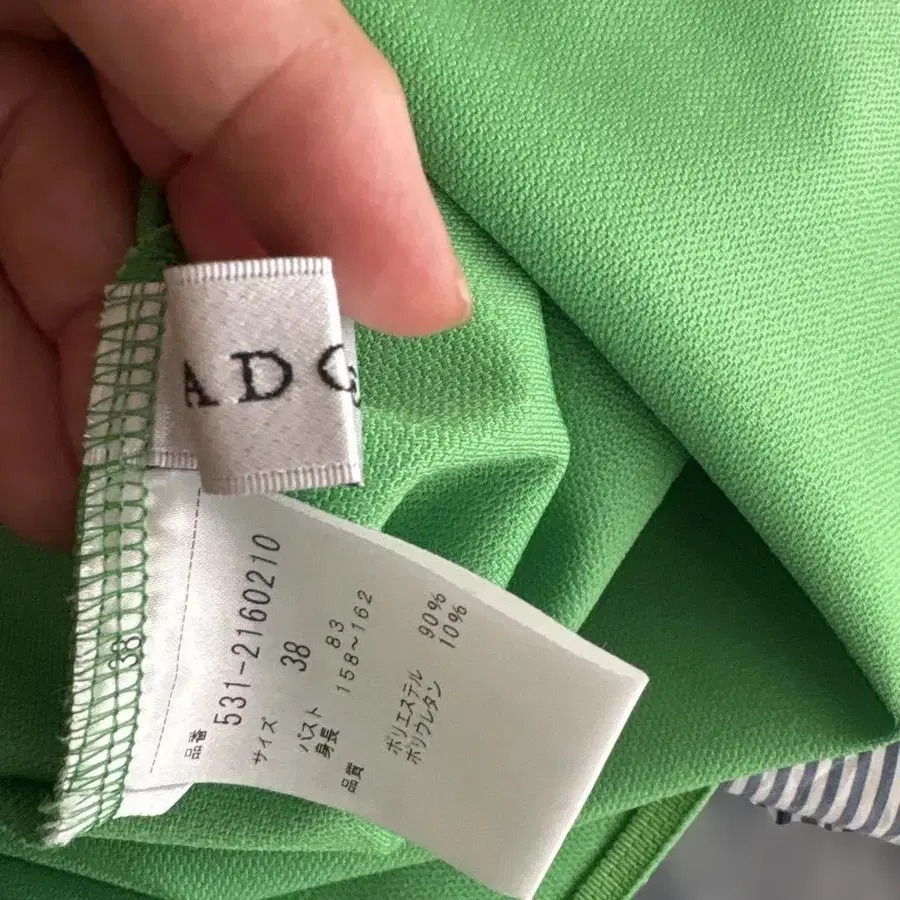 ADO
38
品番 531-2160210
サイズ 38
バスト 83
身長 158~162
品質 ポリエステル 90%
ポリウレタン 10%